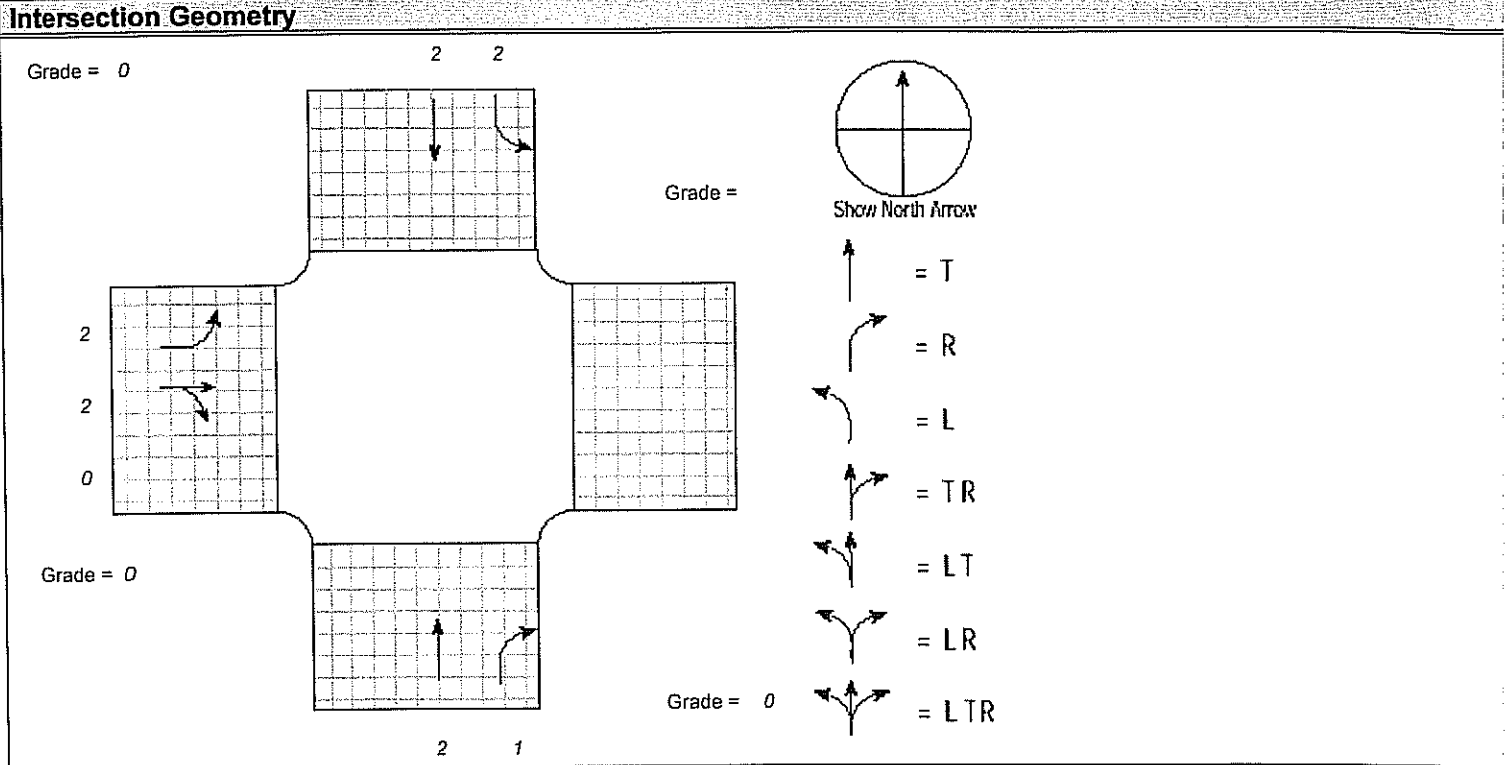 Intersection Geometry
Grade = 0
2 2
Grade =
Show North Arrow
= T
= R
2
2
= L
0
= TR
= LT
Grade = 0
= LR
Grade = 0
= LTR
2 1